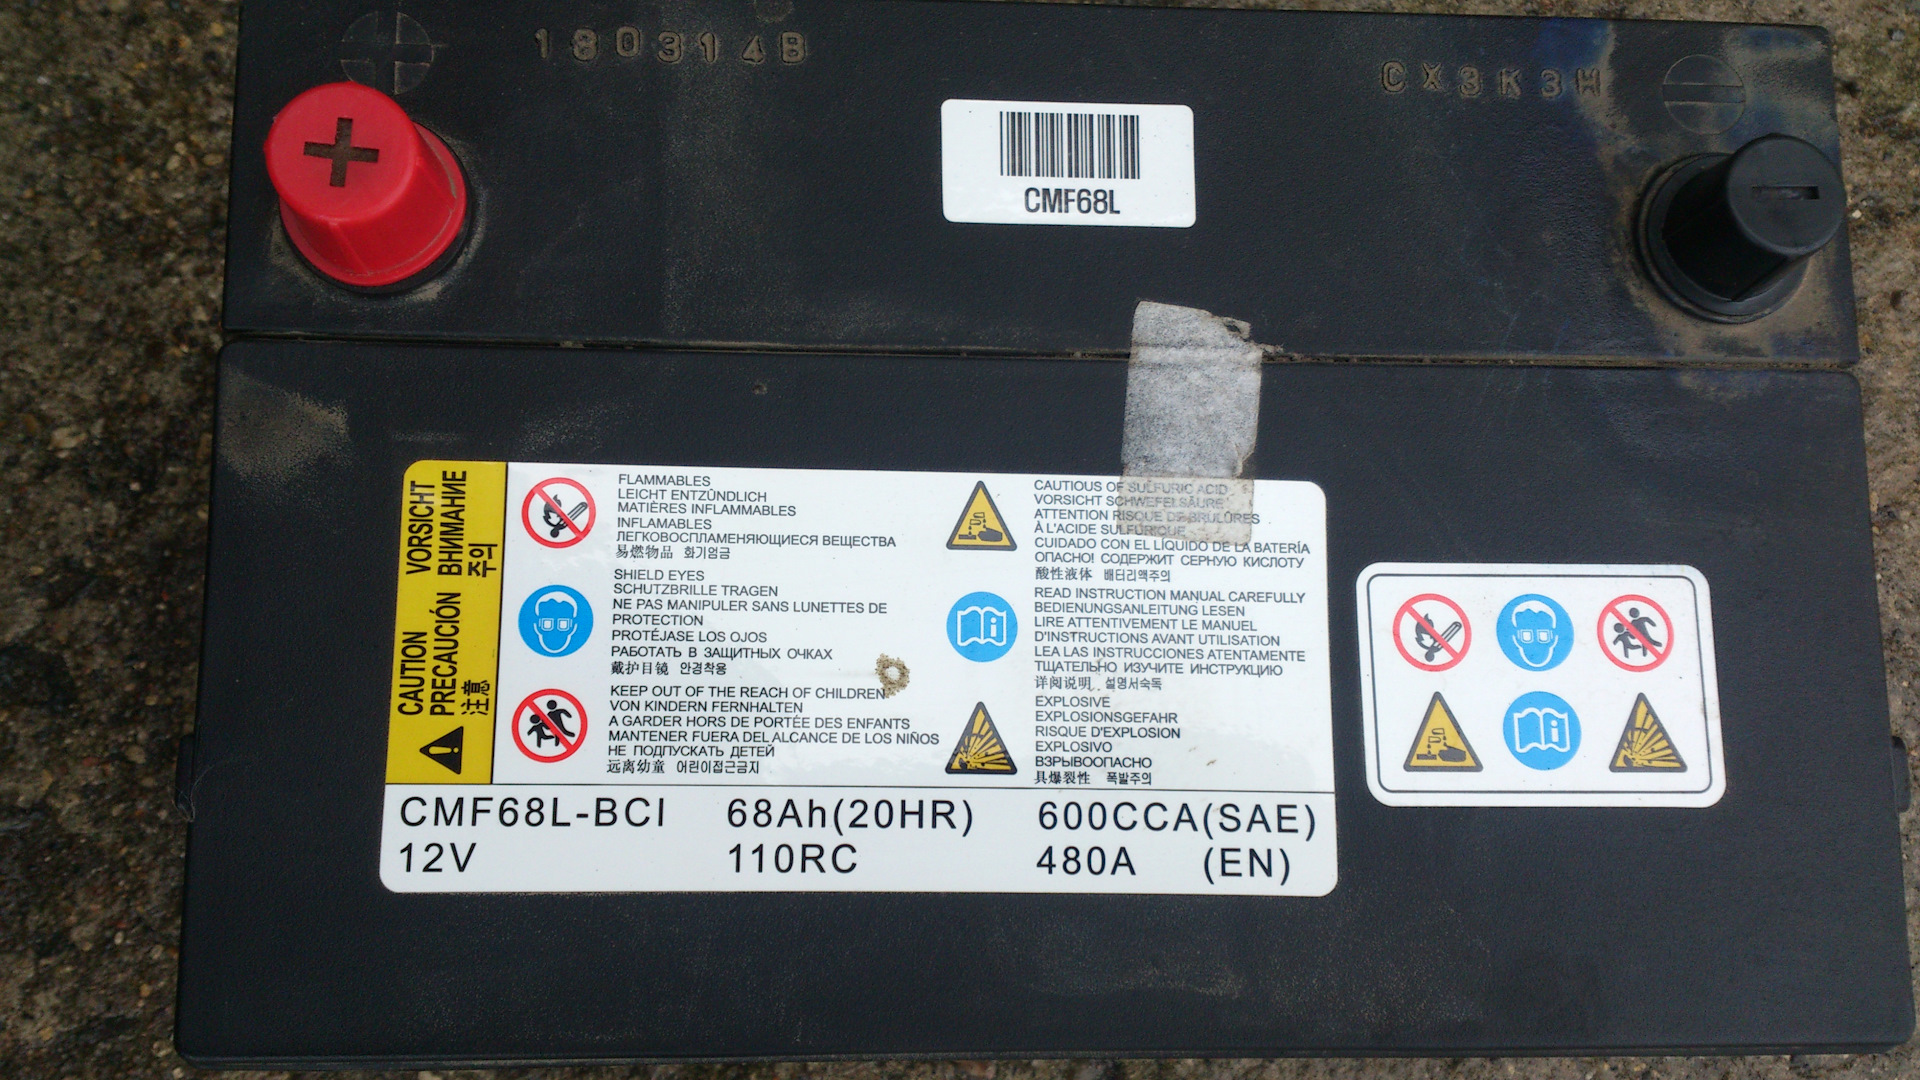 180314B
CX3K3W
CMF68L
VORSICHT
ВНИМАНИЕ
주의
CAUTION
PRECAUCIÓN
注意
FLAMMABLES
LEICHT ENTZÜNDLICH
MATIÈRES INFLAMMABLES
INFLAMABLES
ЛЕГКОВОСПЛАМЕНЯЮЩИЕСЯ ВЕЩЕСТВА
易燃物品 화기엄금
SHIELD EYES
SCHUTZBRILLE TRAGEN
NE PAS MANIPULER SANS LUNETTES DE
PROTECTION
PROTÉJASE LOS OJOS
РАБОТАТЬ В ЗАЩИТНЫХ ОЧКАХ
戴护目镜 안경착용
KEEP OUT OF THE REACH OF CHILDREN
VON KINDERN FERNHALTEN
A GARDER HORS DE PORTÉE DES ENFANTS
MANTENER FUERA DEL ALCANCE DE LOS NIÑOS
НЕ ПОДПУСКАТЬ ДЕТЕЙ
远离幼童 어린이접근금지
CAUTIOUS OF SULFURIC ACID
VORSICHT SCHWEFELSÄURE
ATTENTION RISQUE DE BRULÛRES
À L'ACIDE SULFURIQUE
CUIDADO CON EL LÍQUIDO DE LA BATERÍA
ОПАСНО! СОДЕРЖИТ СЕРНУЮ КИСЛОТУ
酸性液体 배터리액주의
READ INSTRUCTION MANUAL CAREFULLY
BEDIENUNGSANLEITUNG LESEN
LIRE ATTENTIVEMENT LE MANUEL
D'INSTRUCTIONS AVANT UTILISATION
LEA LAS INSTRUCCIONES ATENTAMENTE
ТЩАТЕЛЬНО ИЗУЧИТЕ ИНСТРУКЦИЮ
详阅说明 설명서숙독
EXPLOSIVE
EXPLOSIONSGEFAHR
RISQUE D'EXPLOSION
EXPLOSIVO
ВЗРЫВООПАСНО
具爆裂性 폭발주의
CMF68L-BCI 68Ah(20HR) 600CCA(SAE)
12V 110RC 480A (EN)